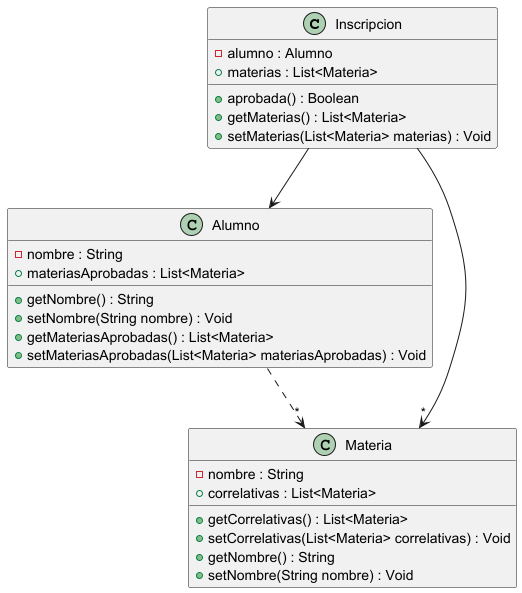 C Inscripcion
alumno : Alumno
materias : List<Materia>
aprobada() : Boolean
getMaterias() : List<Materia>
setMaterias(List<Materia> materias) : Void
C Alumno
nombre : String
materiasAprobadas : List<Materia>
getNombre() : String
setNombre(String nombre) : Void
getMateriasAprobadas() : List<Materia>
setMateriasAprobadas(List<Materia> materiasAprobadas) : Void
* *
C Materia
nombre : String
correlativas : List<Materia>
getCorrelativas() : List<Materia>
setCorrelativas(List<Materia> correlativas) : Void
getNombre() : String
setNombre(String nombre) : Void